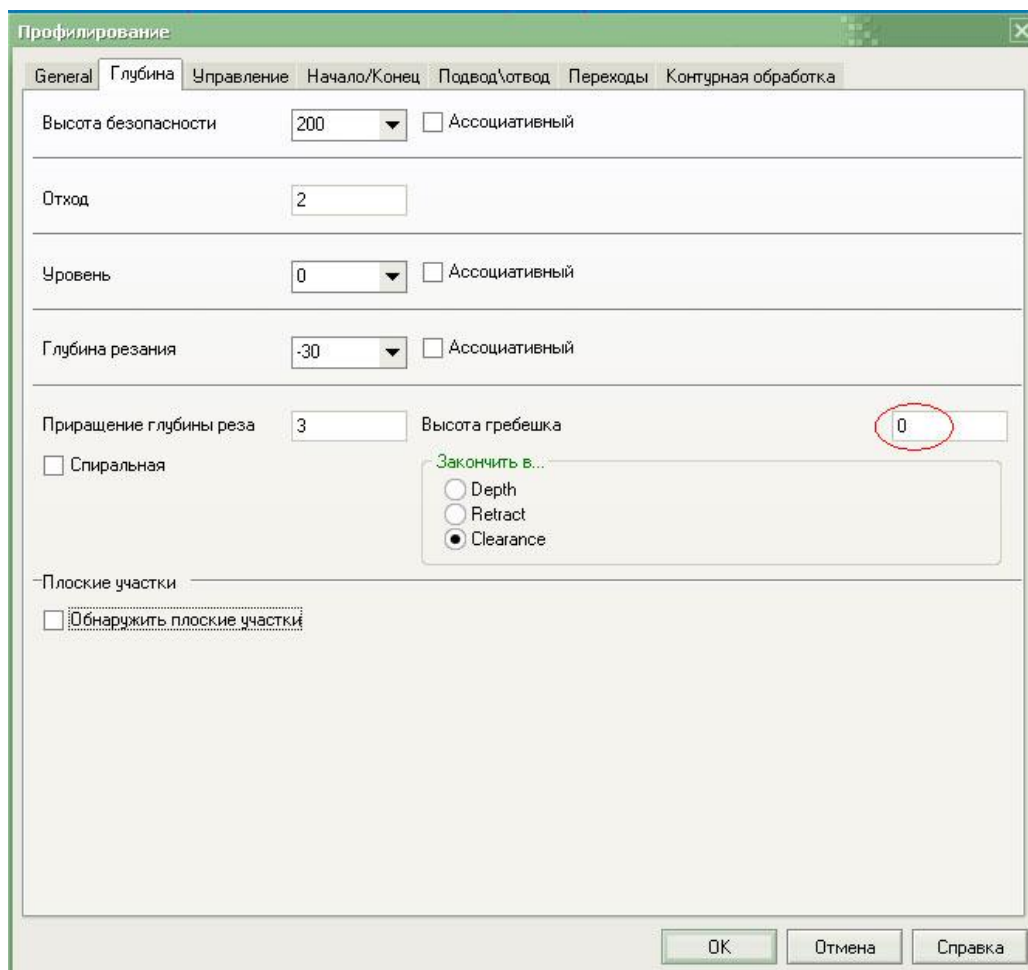 Профилирование
General Глубина Управление Начало/Конец Подвод\отвод Переходы Контурная обработка
Высота безопасности 200 Ассоциативный
Отход 2
Уровень 0 Ассоциативный
Глубина резания -30 Ассоциативный
Приращение глубины реза 3 Высота гребешка 0
Спиральная Закончить в...
Depth
Retract
Clearance
Плоские участки
Обнаружить плоские участки
OK Отмена Справка